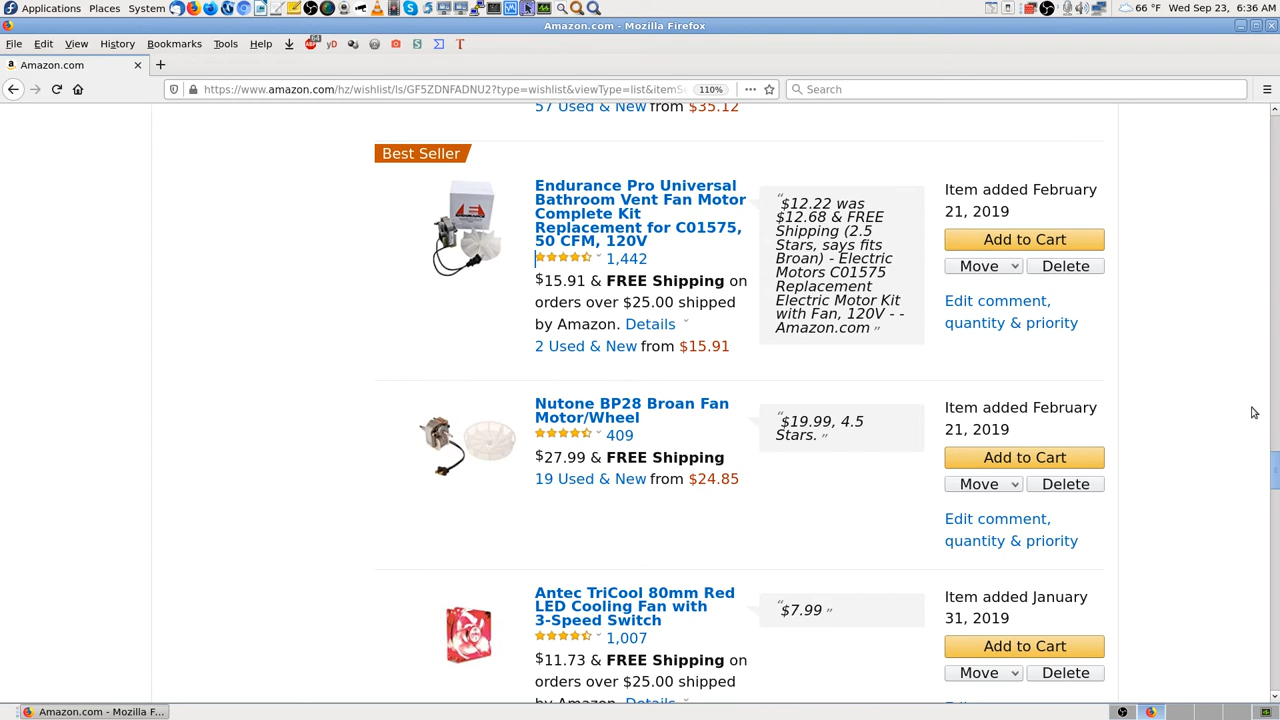 Applications Places System
66 °F Wed Sep 23, 6:36 AM
Amazon.com - Mozilla Firefox
File Edit View History Bookmarks Tools Help
Amazon.com
https://www.amazon.com/hz/wishlist/ls/GF5ZDNFADNU2?type=wishlist&viewType=list&itemS
110%
Search
57 Used & New from $35.12
Best Seller
Endurance Pro Universal
Bathroom Vent Fan Motor
Complete Kit
Replacement for C01575,
50 CFM, 120V
1,442
$15.91 & FREE Shipping on
orders over $25.00 shipped
by Amazon. Details
2 Used & New from $15.91
“$12.22 was
$12.68 & FREE
Shipping (2.5
Stars, says fits
Broan) - Electric
Motors C01575
Replacement
Electric Motor Kit
with Fan, 120V - -
Amazon.com ”
Item added February
21, 2019
Add to Cart
Move Delete
Edit comment,
quantity & priority
Nutone BP28 Broan Fan
Motor/Wheel
409
$27.99 & FREE Shipping
19 Used & New from $24.85
“$19.99, 4.5
Stars. ”
Item added February
21, 2019
Add to Cart
Move Delete
Edit comment,
quantity & priority
Antec TriCool 80mm Red
LED Cooling Fan with
3-Speed Switch
1,007
$11.73 & FREE Shipping on
orders over $25.00 shipped
by Amazon. Details
“$7.99 ”
Item added January
31, 2019
Add to Cart
Move Delete
Amazon.com - Mozilla F...